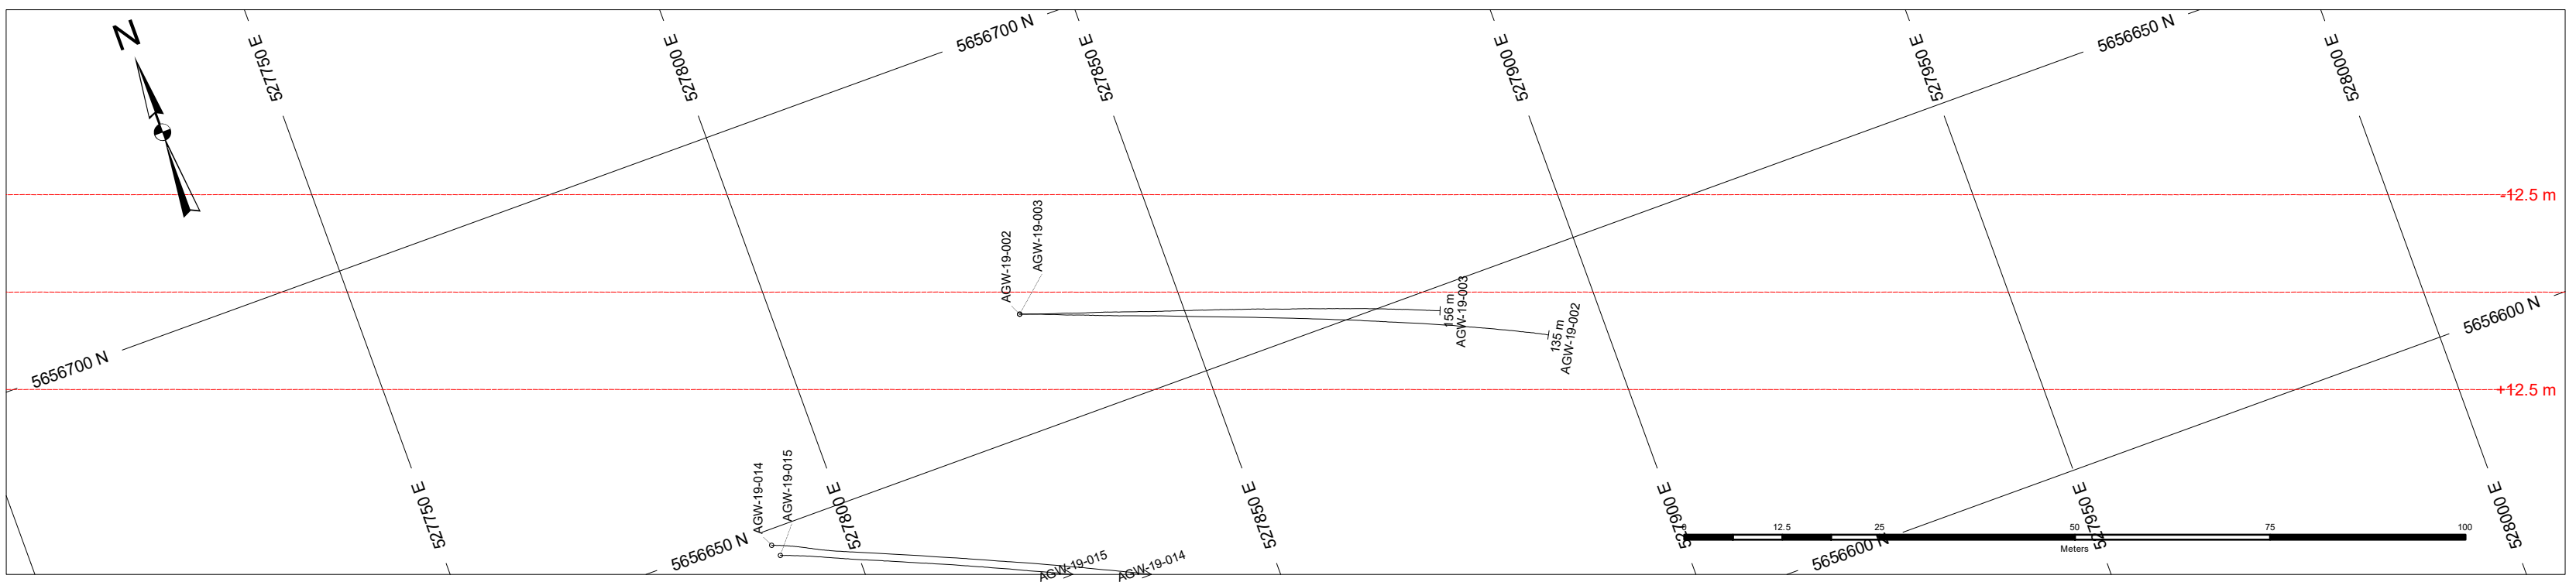 N
527750 E
527800 E
5656700 N
527850 E
527900 E
527950 E
5656650 N
528000 E
-12.5 m
AGW-19-002
AGW-19-003
156 m
AGW-19-003
135 m
AGW-19-002
5656600 N
5656700 N
+12.5 m
AGW-19-014
AGW-19-015
527750 E
5656650 N
527800 E
AGW-19-015
AGW-19-014
527850 E
527900 E
0 12.5 25 50 75 100
Meters
5656600 N
527950 E
528000 E